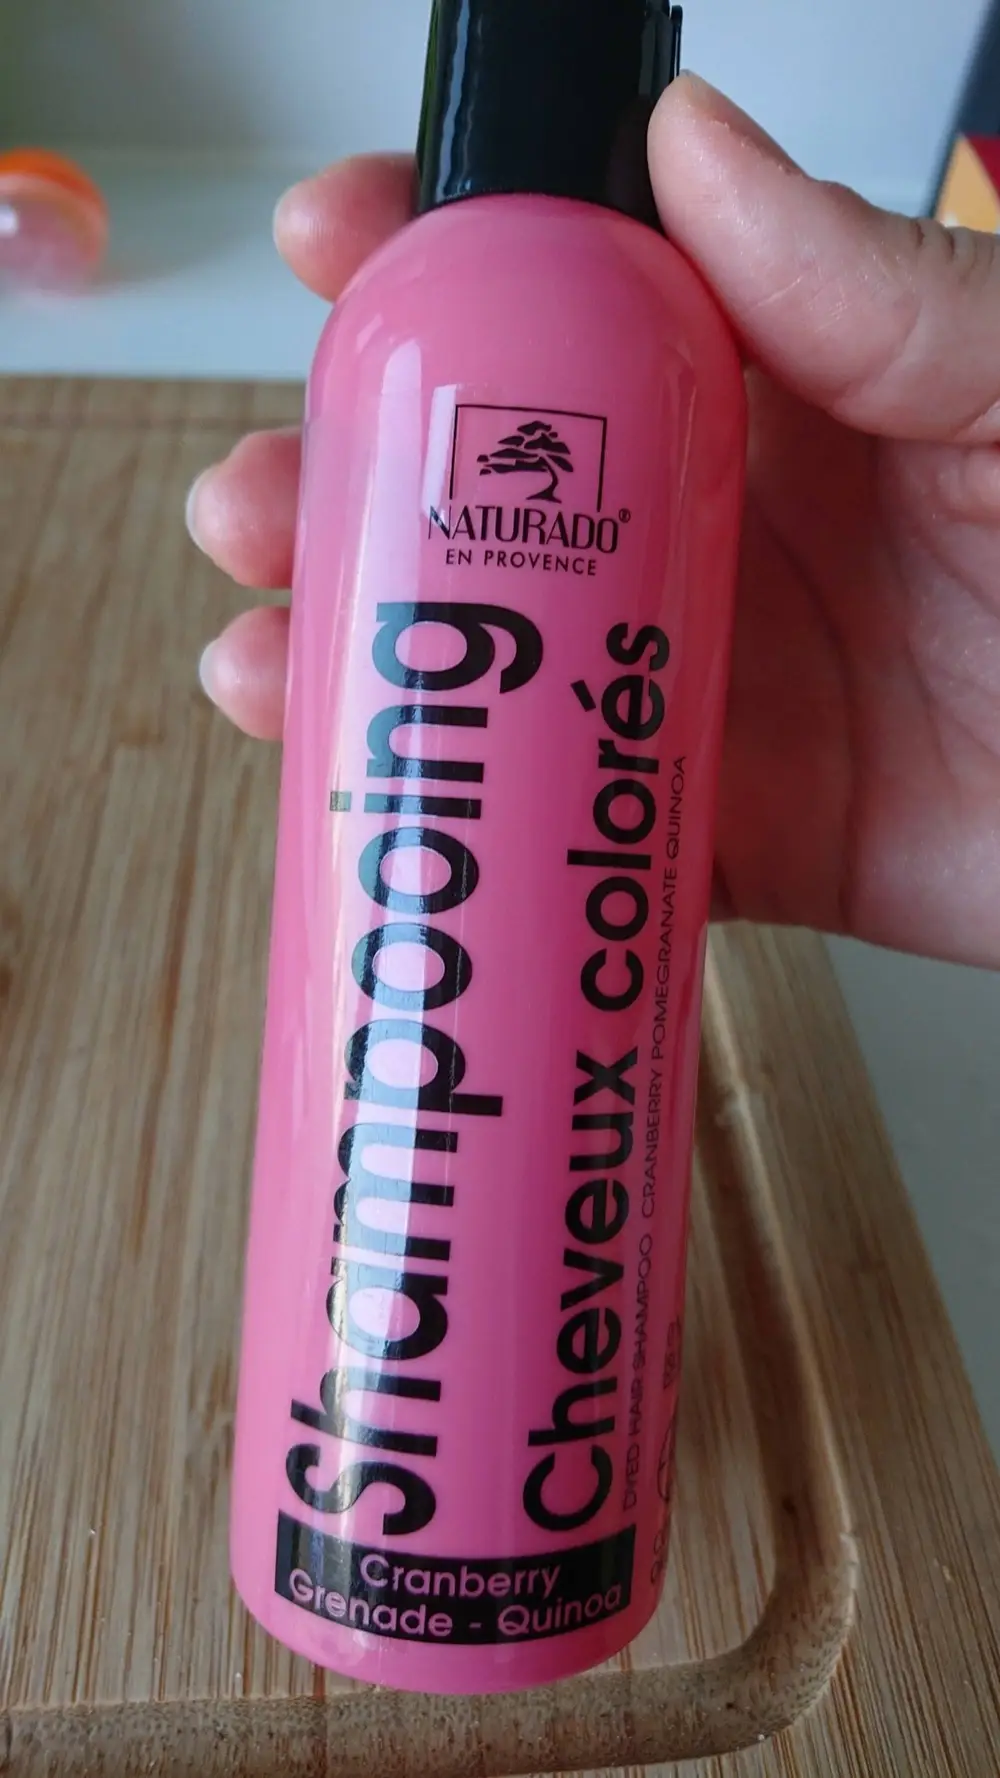 NATURADO®
EN PROVENCE
Shampooing
Cheveux colorés
DYED HAIR SHAMPOO CRANBERRY POMEGRANATE QUINOA
Cranberry
Grenade - Quinoa